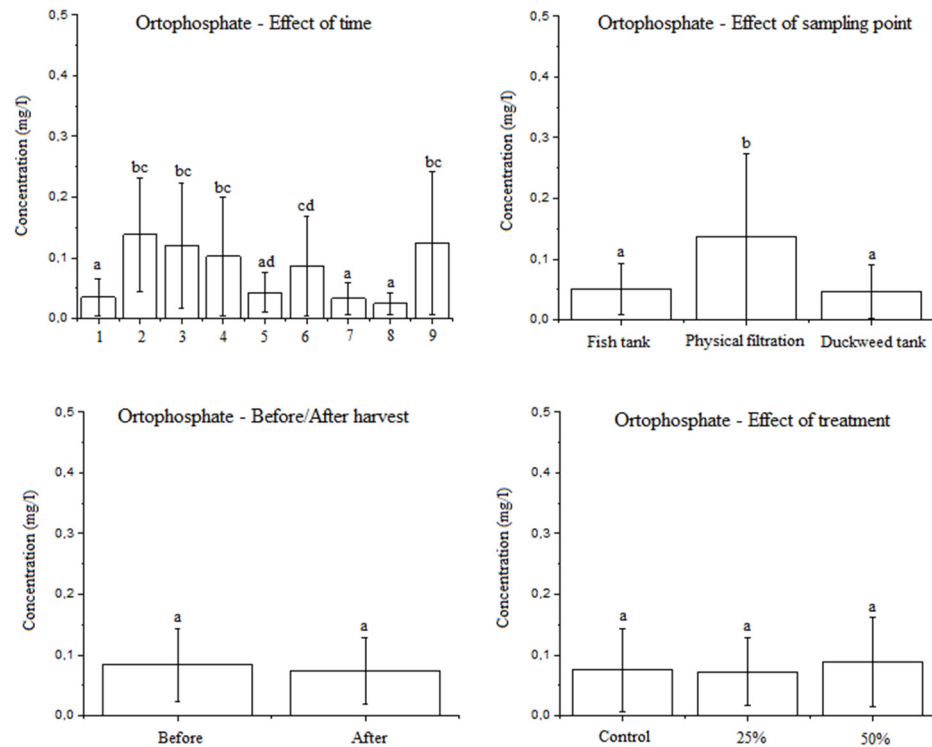 Ortophosphate - Effect of time
Concentration (mg/l)
0,5
0,4
0,3
0,2
0,1
0,0
a
bc
bc
bc
ad
cd
a
a
bc
1 2 3 4 5 6 7 8 9
Ortophosphate - Effect of sampling point
Concentration (mg/l)
0,5
0,4
0,3
0,2
0,1
0,0
a
b
a
Fish tank Physical filtration Duckweed tank
Ortophosphate - Before/After harvest
Concentration (mg/l)
0,5
0,4
0,3
0,2
0,1
0,0
a
a
Before After
Ortophosphate - Effect of treatment
Concentration (mg/l)
0,5
0,4
0,3
0,2
0,1
0,0
a
a
a
Control 25% 50%